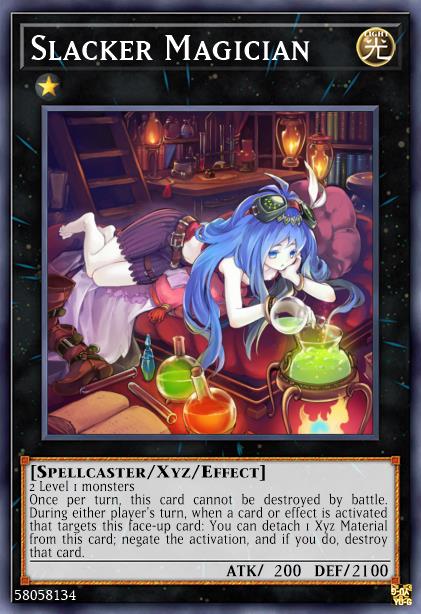 Slacker Magician
LIGHT
光
[Spellcaster/Xyz/Effect]
2 Level 1 monsters
Once per turn, this card cannot be destroyed by battle.
During either player's turn, when a card or effect is activated
that targets this face-up card: You can detach 1 Xyz Material
from this card; negate the activation, and if you do, destroy
that card.
ATK/ 200 DEF/2100
58058134